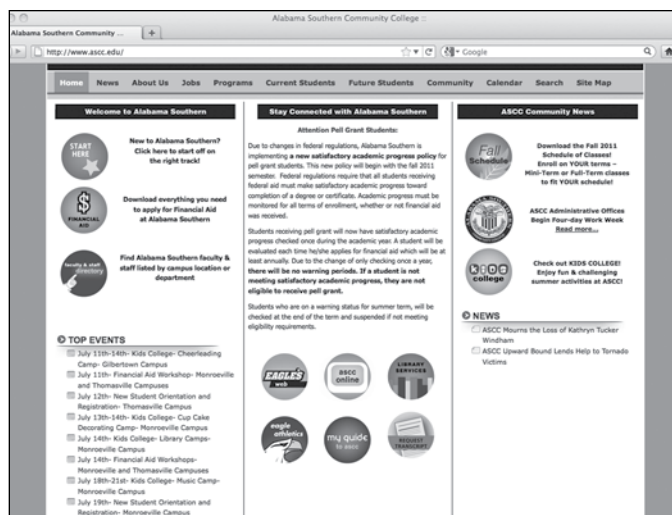 Alabama Southern Community College ::
Alabama Southern Community ...
+
http://www.ascc.edu/
Google
Home News About Us Jobs Programs Current Students Future Students Community Calendar Search Site Map
Welcome to Alabama Southern
START
HERE
New to Alabama Southern?
Click here to start off on
the right track!
$
FINANCIAL
AID
Download everything you need
to apply for Financial Aid
at Alabama Southern
faculty & staff
directory
Find Alabama Southern faculty &
staff listed by campus location or
department
TOP EVENTS
July 11th-14th- Kids College- Cheerleading
Camp- Gilbertown Campus
July 11th- Financial Aid Workshop- Monroeville
and Thomasville Campuses
July 12th- New Student Orientation and
Registration- Thomasville Campus
July 13th-14th- Kids College- Cup Cake
Decorating Camp- Monroeville Campus
July 14th- Kids College- Library Camps-
Monroeville Campus
July 14th- Financial Aid Workshops-
Monroeville and Thomasville Campuses
July 18th-21st- Kids College- Music Camp-
Monroeville Campus
July 19th- New Student Orientation and
Registration- Monroeville Campus
Stay Connected with Alabama Southern
Attention Pell Grant Students:
Due to changes in federal regulations, Alabama Southern is
implementing a new satisfactory academic progress policy for
pell grant students. This new policy will begin with the Fall 2011
semester. Federal regulations require that all students receiving
federal aid must make satisfactory academic progress toward
completion of a degree or certificate. Academic progress must be
monitored for all terms of enrollment, whether or not financial aid
was received.
Students receiving pell grant will now have satisfactory academic
progress checked once during the academic year. A student will be
evaluated each time he/she applies for financial aid which will be at
least annually. Due to the change of only checking once a year,
there will be no warning periods. If a student is not
meeting satisfactory academic progress, they are not
eligible to receive pell grant.
Students who are on a warning status for summer term, will be
checked at the end of the term and suspended if not meeting
eligibility requirements.
EAGLE'S
web
ascc
online
LIBRARY
SERVICES
eagle
athletics
my guide
to ascc
REQUEST
TRANSCRIPT
ASCC Community News
Fall
Schedule
Download the Fall 2011
Schedule of Classes!
Enroll on YOUR terms –
Mini-Term or Full-Term classes
to fit YOUR schedule!
ASCC Administrative Offices
Begin Four-day Work Week
Read more...
kids
college
Check out KIDS COLLEGE!
Enjoy fun & challenging
summer activities at ASCC!
NEWS
ASCC Mourns the Loss of Kathryn Tucker
Windham
ASCC Upward Bound Lends Help to Tornado
Victims